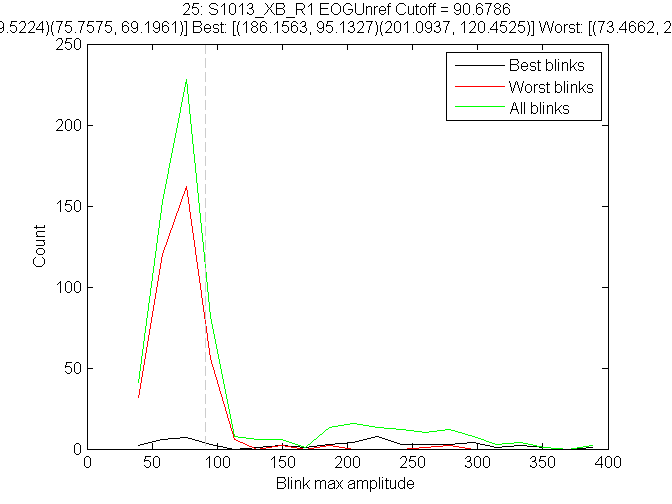 25: S1013_XB_R1 EOGUnref Cutoff = 90.6786
9.5224)(75.7575, 69.1961)] Best: [(186.1563, 95.1327)(201.0937, 120.4525)] Worst: [(73.4662, 2
250
200
150
100
50
0
Count
0 50 100 150 200 250 300 350 400
Blink max amplitude
Best blinks
Worst blinks
All blinks